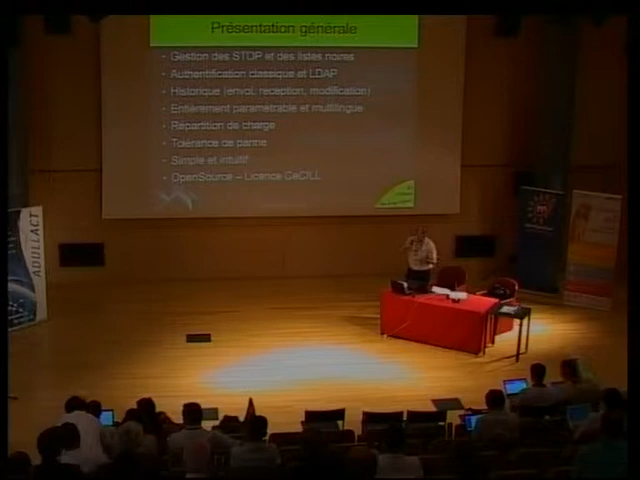 Présentation générale
- Gestion des STOP et des listes noires
- Authentification classique et LDAP
- Historique (envoi, reception, modification)
- Entièrement paramétrable et multilingue
- Répartition de charge
- Tolérance de panne
- Simple et intuitif
- OpenSource – Licence CeCILL
ADULLACT